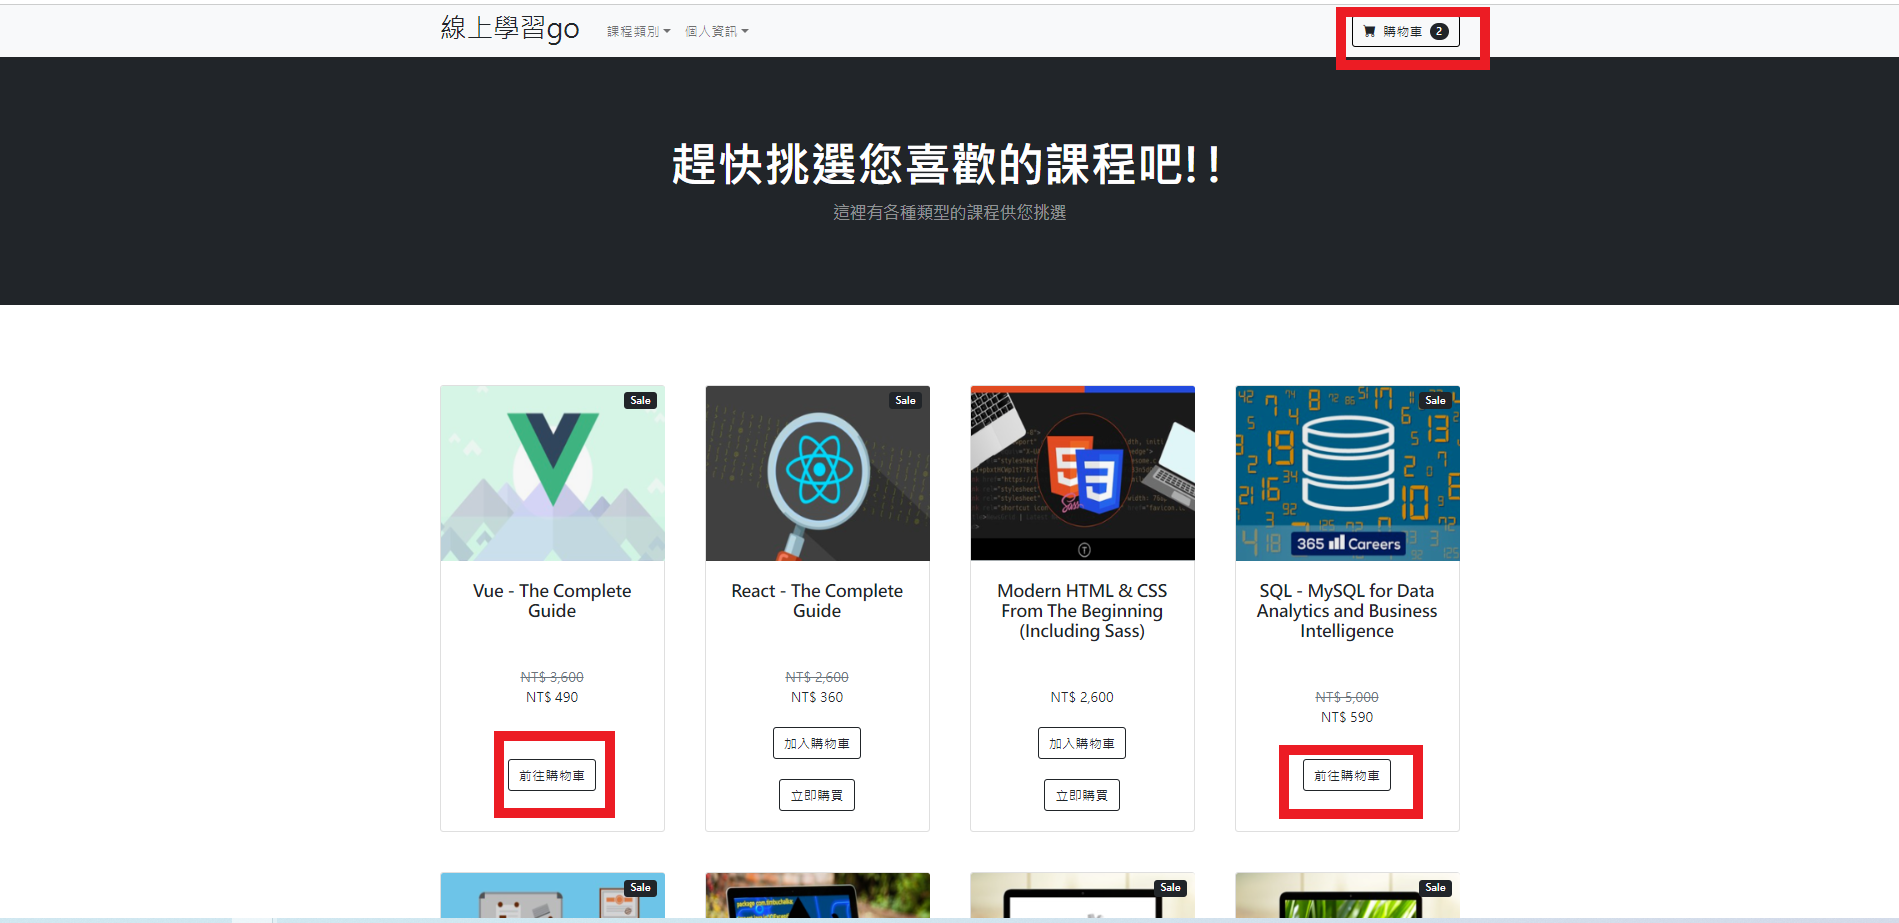 線上學習go
課程類別
個人資訊
購物車 2
趕快挑選您喜歡的課程吧!!
這裡有各種類型的課程供您挑選
Sale
Vue - The Complete
Guide
NT$ 3,600
NT$ 490
前往購物車
Sale
React - The Complete
Guide
NT$ 2,600
NT$ 360
加入購物車
立即購買
Modern HTML & CSS
From The Beginning
(Including Sass)
NT$ 2,600
加入購物車
立即購買
Sale
365 Careers
SQL - MySQL for Data
Analytics and Business
Intelligence
NT$ 5,000
NT$ 590
前往購物車
Sale
Sale
Sale